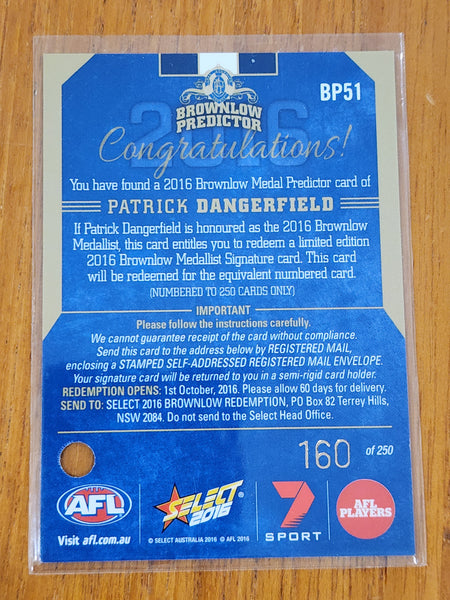 BP51
2016
BROWNLOW
PREDICTOR
Congratulations!
You have found a 2016 Brownlow Medal Predictor card of
PATRICK DANGERFIELD
If Patrick Dangerfield is honoured as the 2016 Brownlow
Medallist, this card entitles you to redeem a limited edition
2016 Brownlow Medallist Signature card. This card
will be redeemed for the equivalent numbered card.
(NUMBERED TO 250 CARDS ONLY)
IMPORTANT
Please follow the instructions carefully.
We cannot guarantee receipt of the card without compliance.
Send this card to the address below by REGISTERED MAIL,
enclosing a STAMPED SELF-ADDRESSED REGISTERED MAIL ENVELOPE.
Your signature card will be returned to you in a semi-rigid card holder.
REDEMPTION OPENS: 1st October, 2016. Please allow 60 days for delivery.
SEND TO: SELECT 2016 BROWNLOW REDEMPTION, PO Box 82 Terrey Hills,
NSW 2084. Do not send to the Select Head Office.
160 of 250
AFL
Visit afl.com.au
SELECT ®
2016
© SELECT AUSTRALIA 2016 © AFL 2016
7
SPORT
AFL
PLAYERS